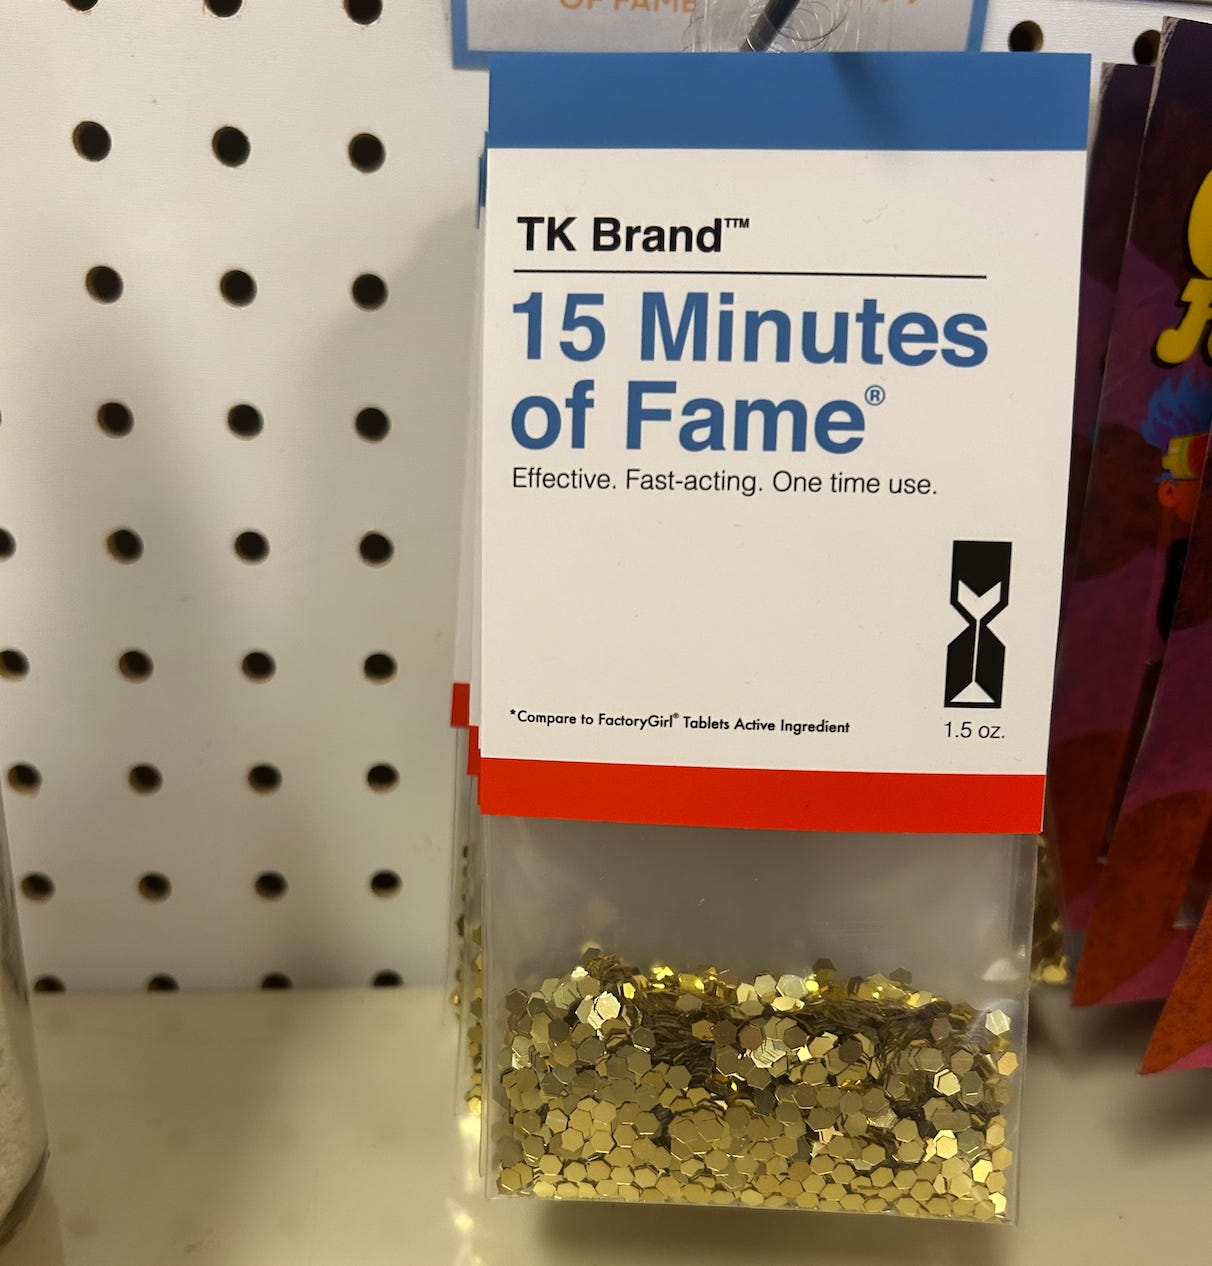 OF FAME
TK Brand™
15 Minutes
of Fame®
Effective. Fast-acting. One time use.
*Compare to FactoryGirl® Tablets Active Ingredient
1.5 oz.